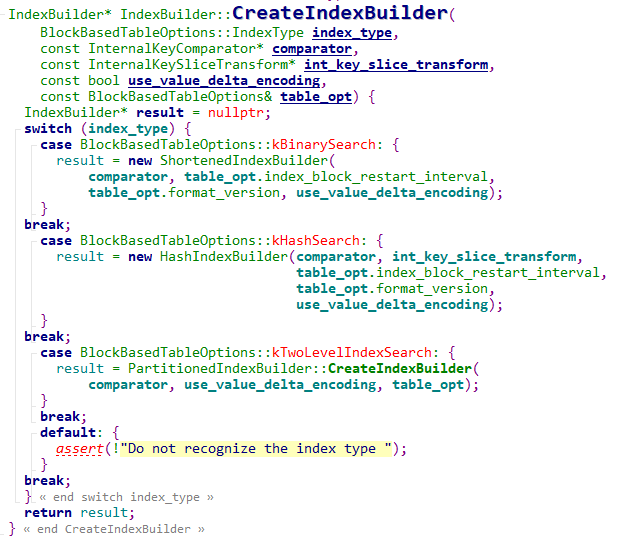 IndexBuilder* IndexBuilder::CreateIndexBuilder(
    BlockBasedTableOptions::IndexType index_type,
    const InternalKeyComparator* comparator,
    const InternalKeySliceTransform* int_key_slice_transform,
    const bool use_value_delta_encoding,
    const BlockBasedTableOptions& table_opt) {
  IndexBuilder* result = nullptr;
  switch (index_type) {
    case BlockBasedTableOptions::kBinarySearch: {
      result = new ShortenedIndexBuilder(
          comparator, table_opt.index_block_restart_interval,
          table_opt.format_version, use_value_delta_encoding);
    }
  break;
    case BlockBasedTableOptions::kHashSearch: {
      result = new HashIndexBuilder(comparator, int_key_slice_transform,
                                    table_opt.index_block_restart_interval,
                                    table_opt.format_version,
                                    use_value_delta_encoding);
    }
  break;
    case BlockBasedTableOptions::kTwoLevelIndexSearch: {
      result = PartitionedIndexBuilder::CreateIndexBuilder(
          comparator, use_value_delta_encoding, table_opt);
    }
    break;
    default: {
      assert(!"Do not recognize the index type ");
    }
  break;
  } « end switch index_type »
  return result;
} « end CreateIndexBuilder »